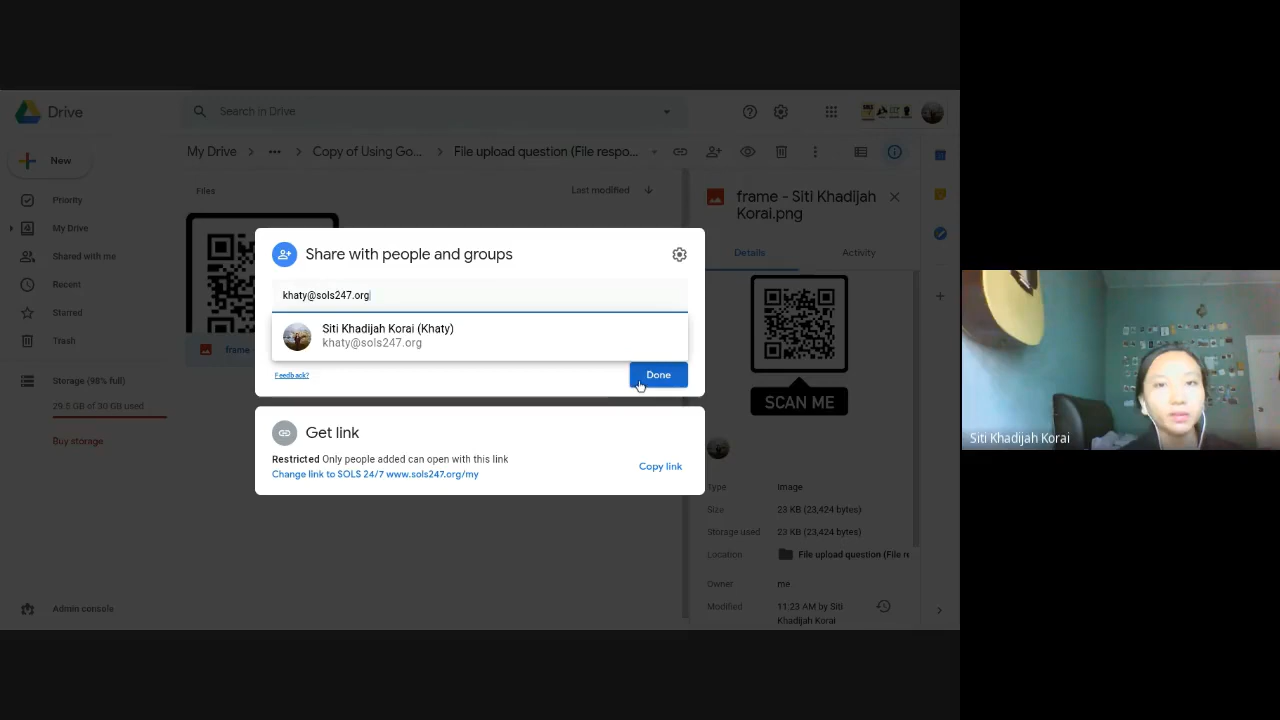 Drive
Search in Drive
New
My Drive
•••
Copy of Using Go...
File upload question (File respo...
Priority
My Drive
Shared with me
Recent
Starred
Trash
Storage (98% full)
29.8 GB of 30 GB used
Buy storage
Admin console
Files
Last modified
frame
Share with people and groups
khaty@sols247.org
Siti Khadijah Korai (Khaty)
khaty@sols247.org
Feedback?
Done
Get link
Restricted Only people added can open with this link
Change link to SOLS 24/7 www.sols247.org/my
Copy link
frame - Siti Khadijah
Korai.png
Details
Activity
SCAN ME
Type
Image
Size
23 KB (23,424 bytes)
Storage used
23 KB (23,424 bytes)
Location
File upload question (File re
Owner
me
Modified
11:23 AM by Siti
Khadijah Korai
Siti Khadijah Korai